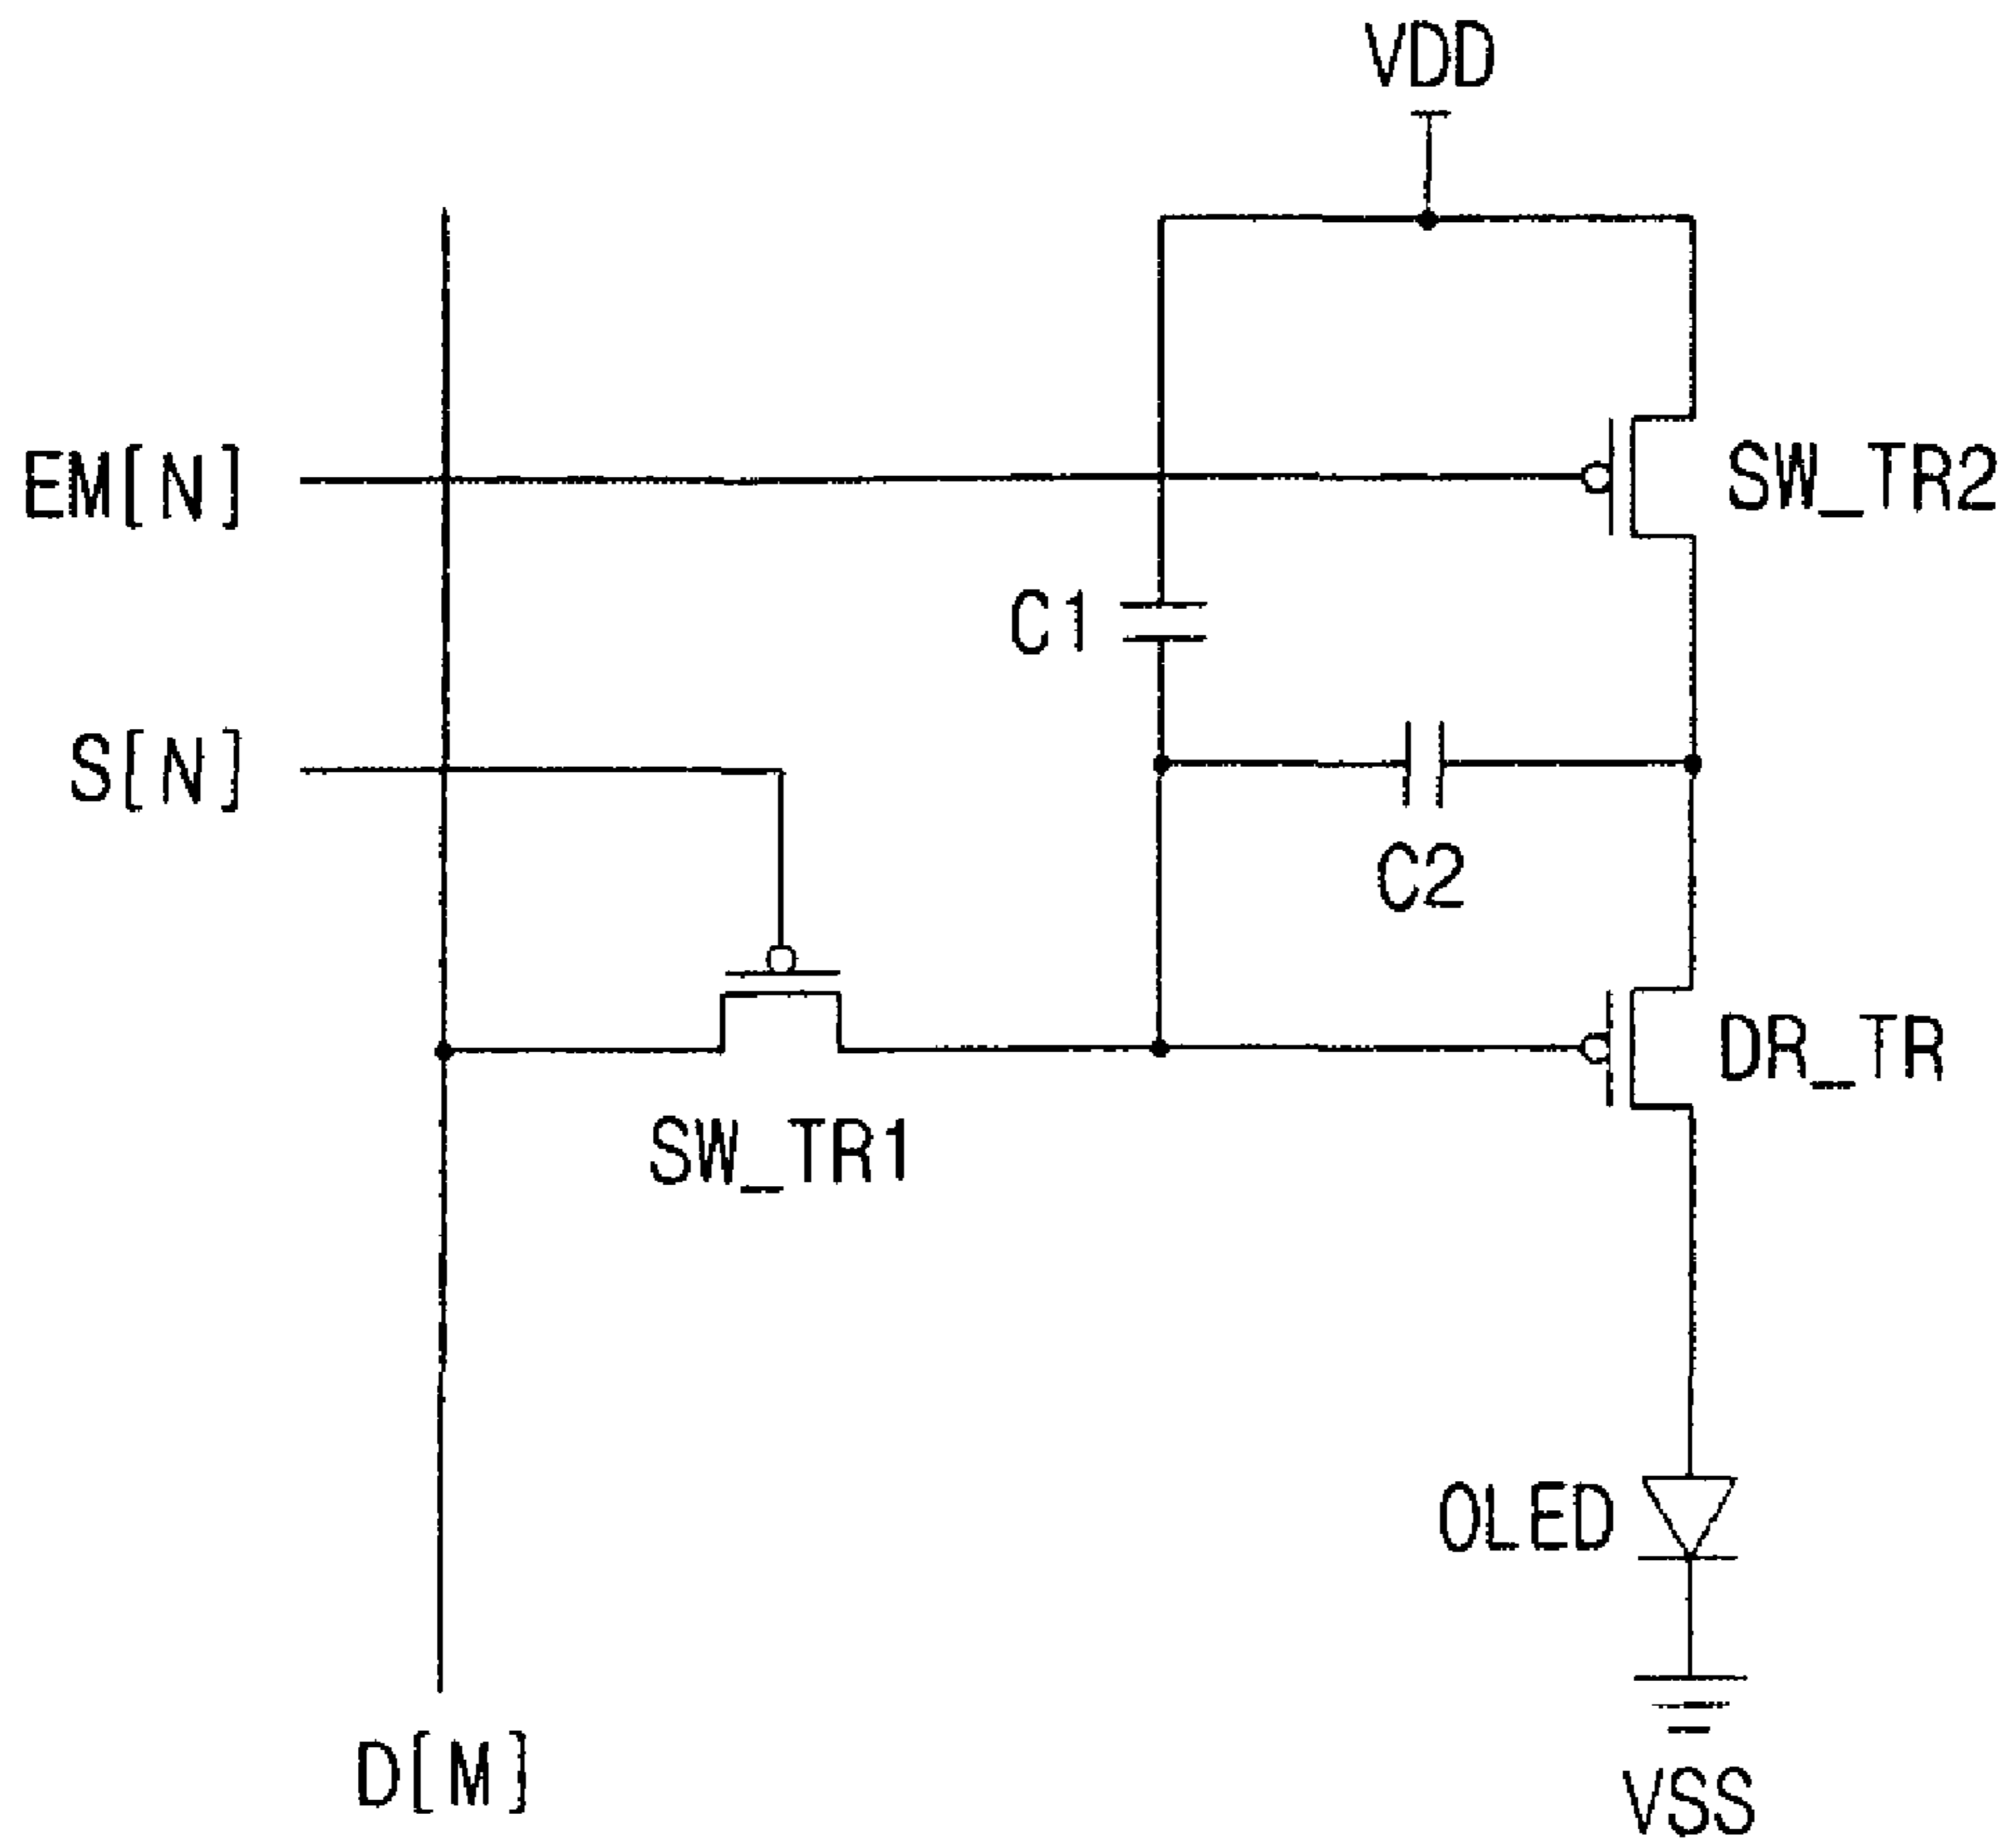 VDD
EM[N]
SW_TR2
C1
S[N]
C2
DR_TR
SW_TR1
OLED
D[M]
VSS